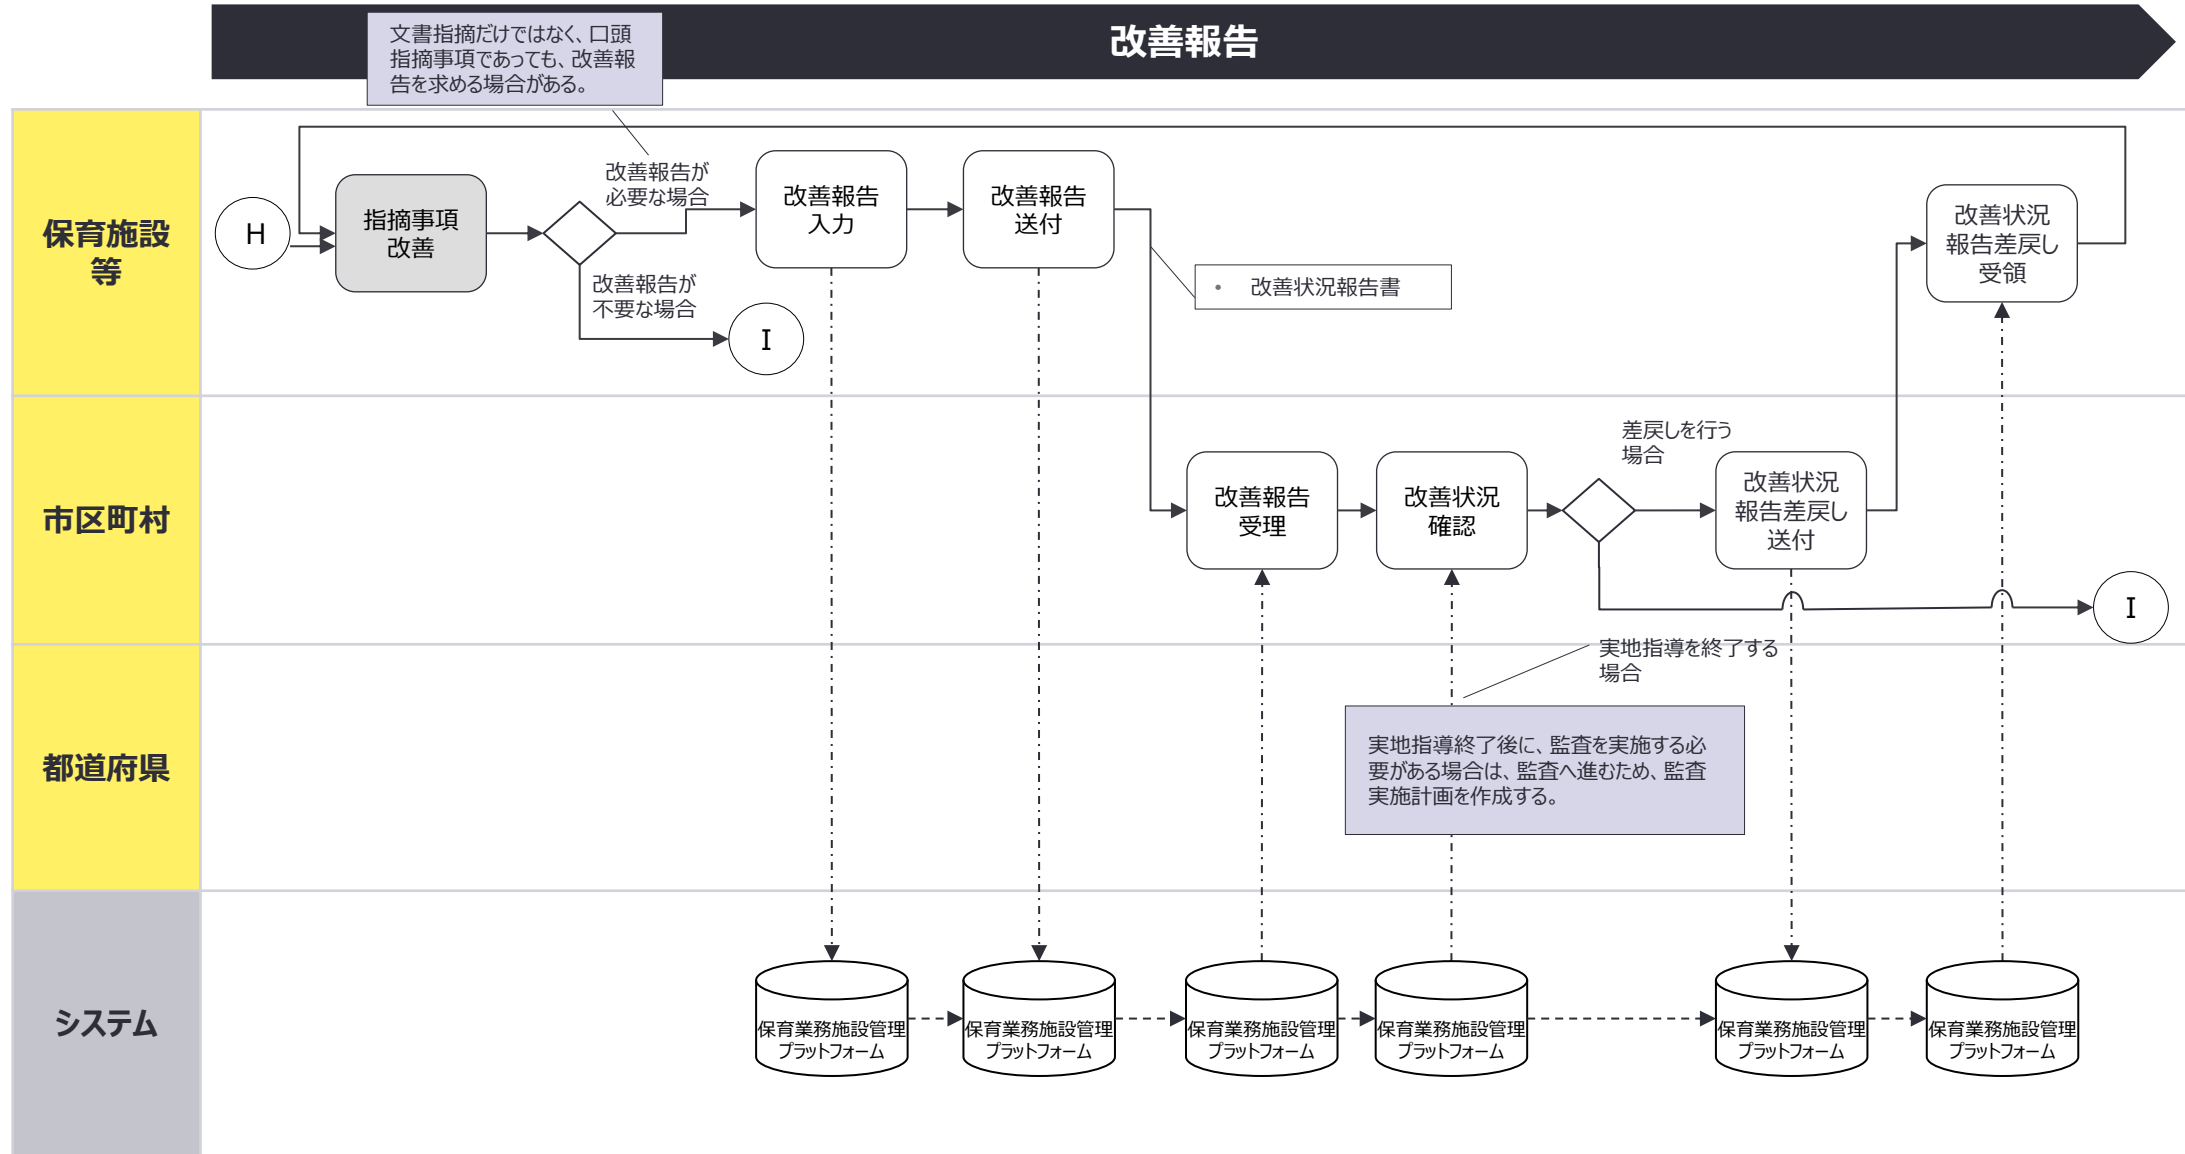 改善報告
文書指摘だけではなく、口頭
指摘事項であっても、改善報
告を求める場合がある。
保育施設
等
H
指摘事項
改善
改善報告が
必要な場合
改善報告が
不要な場合
I
改善報告
入力
改善報告
送付
• 改善状況報告書
改善状況
報告差戻し
受領
市区町村
改善報告
受理
改善状況
確認
差戻しを行う
場合
改善状況
報告差戻し
送付
I
実地指導を終了する
場合
都道府県
実地指導終了後に、監査を実施する必
要がある場合は、監査へ進むため、監査
実施計画を作成する。
システム
保育業務施設管理
プラットフォーム
保育業務施設管理
プラットフォーム
保育業務施設管理
プラットフォーム
保育業務施設管理
プラットフォーム
保育業務施設管理
プラットフォーム
保育業務施設管理
プラットフォーム